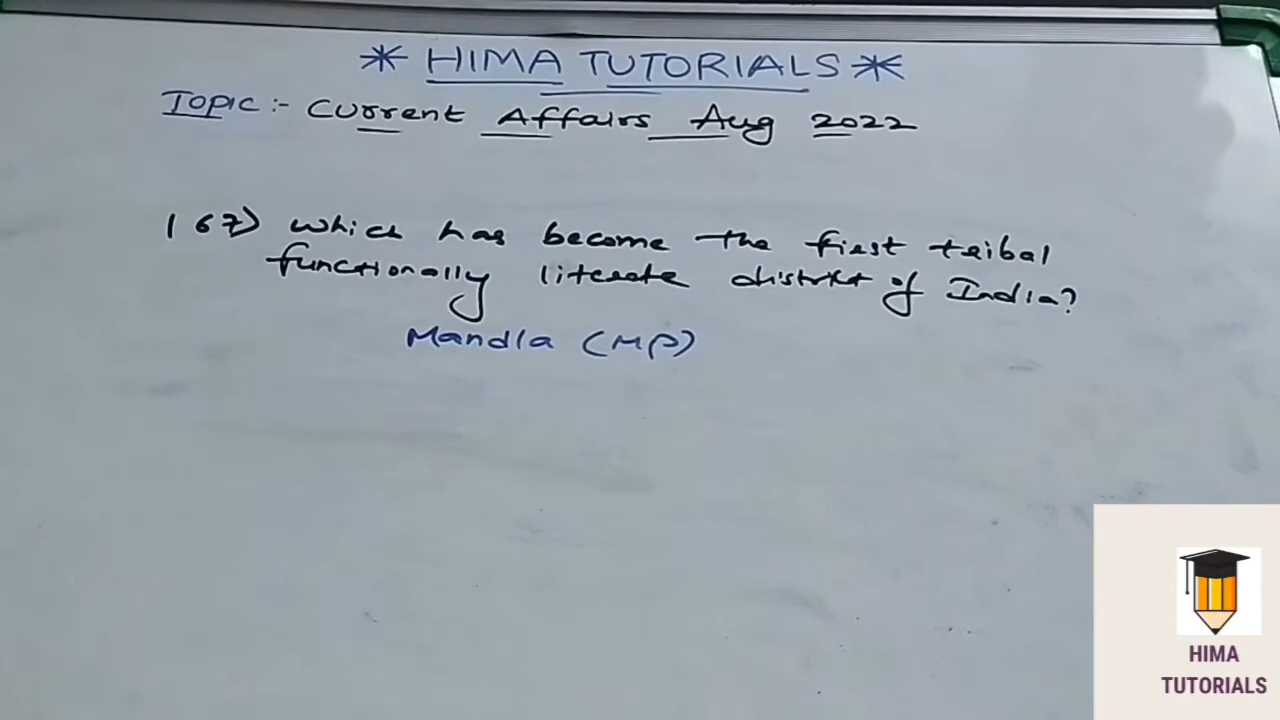 * HIMA TUTORIALS *
Topic:- Current Affairs Aug 2022
167) Which has become the first tribal
functionally literate district of India?
Mandla (MP)
HIMA
TUTORIALS